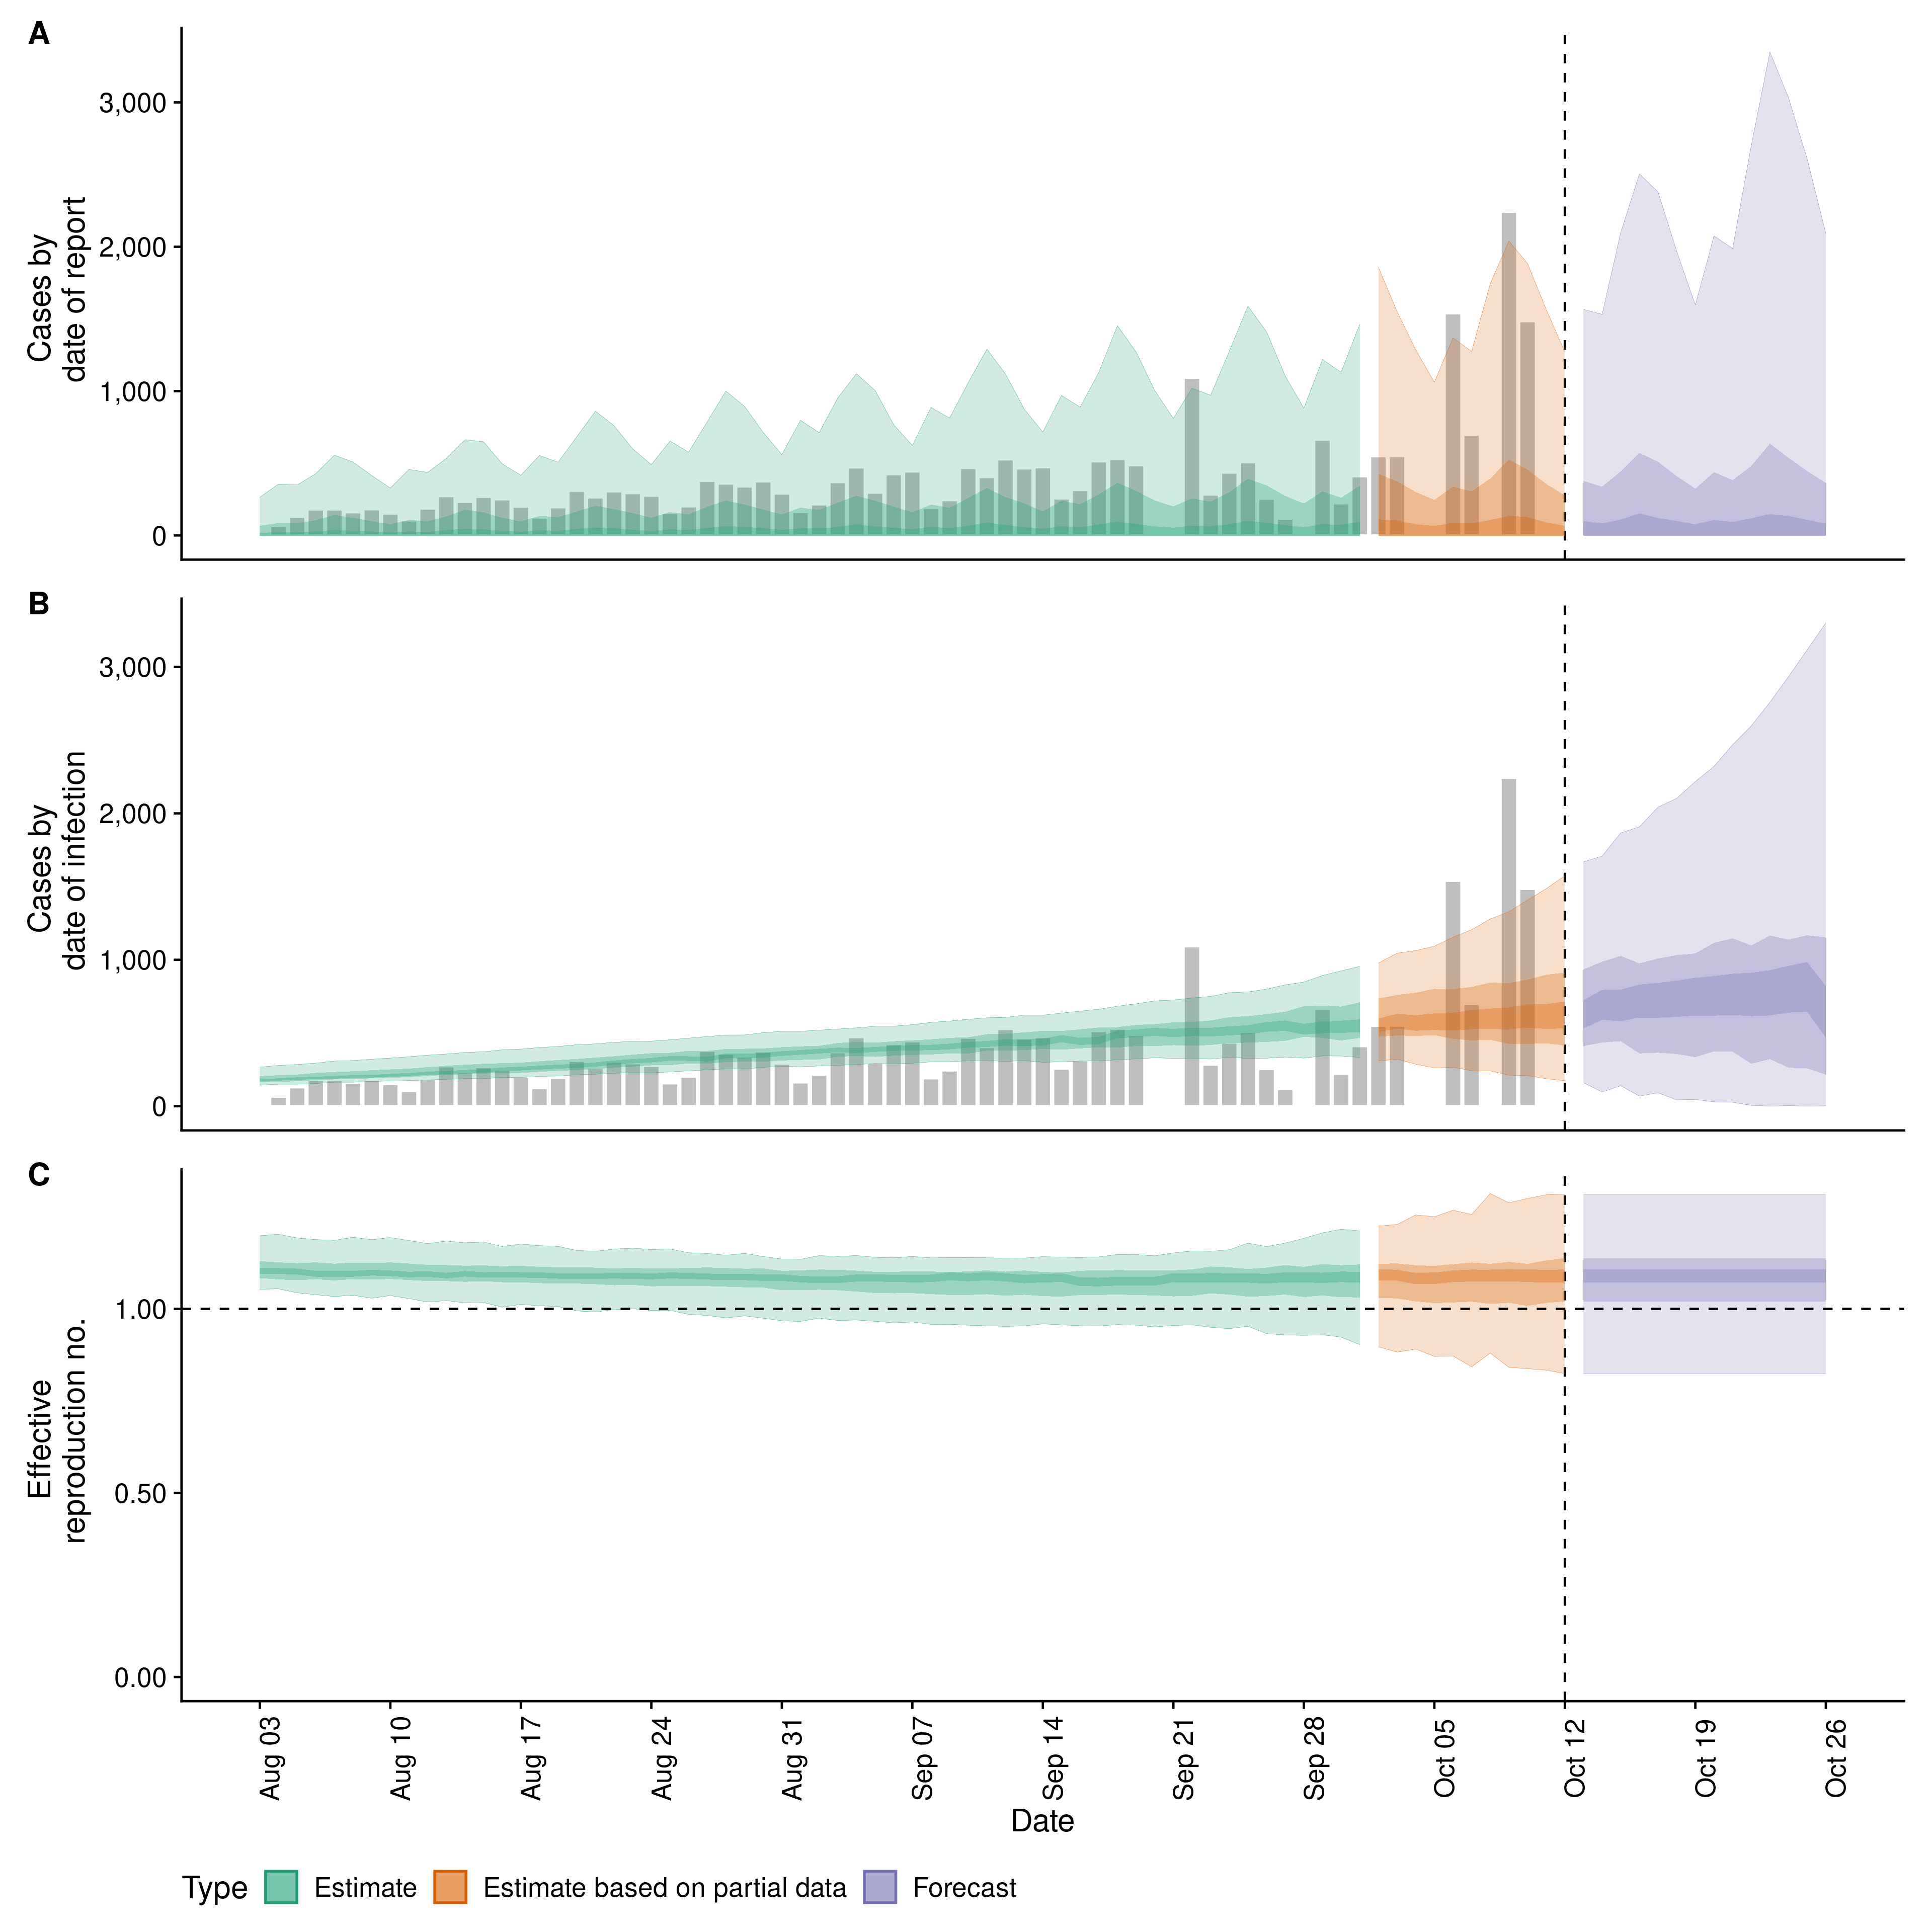 A
Cases by
date of report
3,000
2,000
1,000
0
B
Cases by
date of infection
3,000
2,000
1,000
0
C
Effective
reproduction no.
1.00
0.50
0.00
Aug 03
Aug 10
Aug 17
Aug 24
Aug 31
Sep 07
Sep 14
Sep 21
Sep 28
Oct 05
Oct 12
Oct 19
Oct 26
Date
Type Estimate Estimate based on partial data Forecast